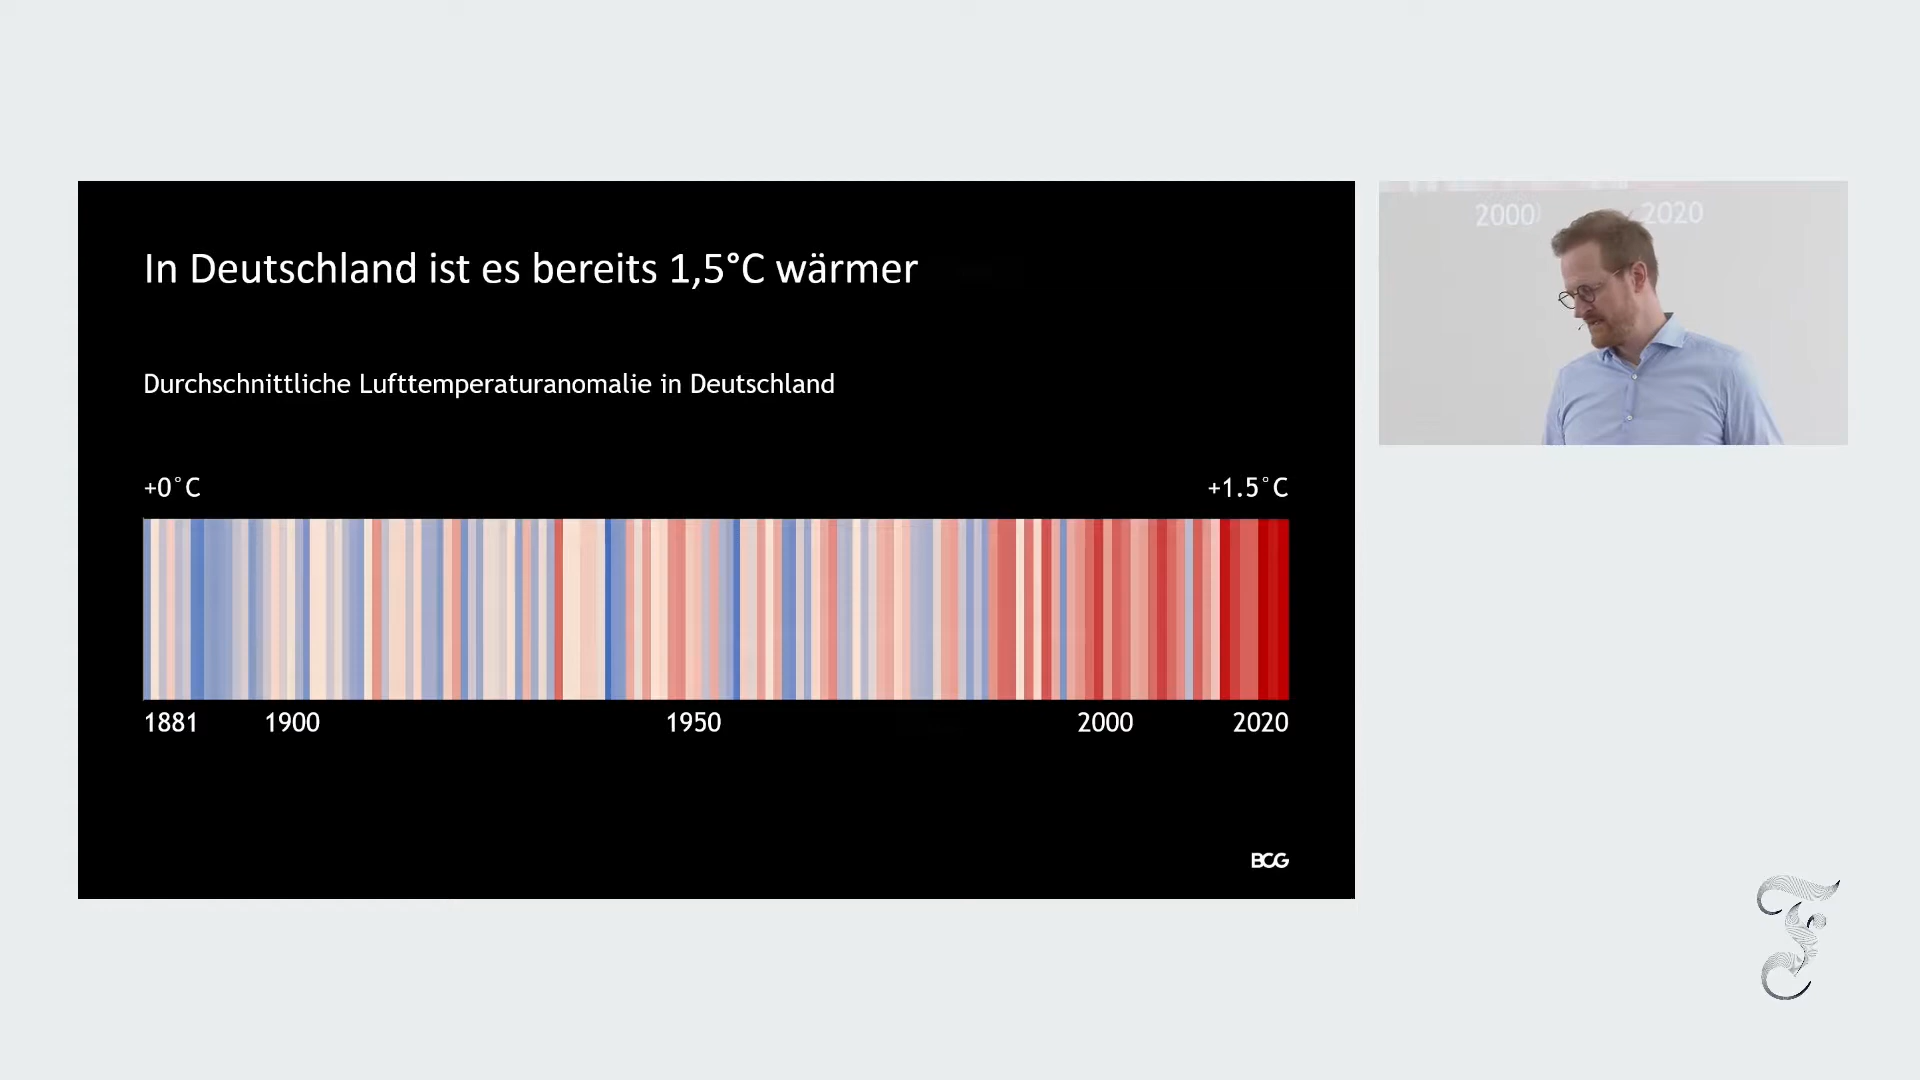 In Deutschland ist es bereits 1,5°C wärmer
Durchschnittliche Lufttemperaturanomalie in Deutschland
+0°C
+1.5°C
1881
1900
1950
2000
2020
BCG
2000
2020
F